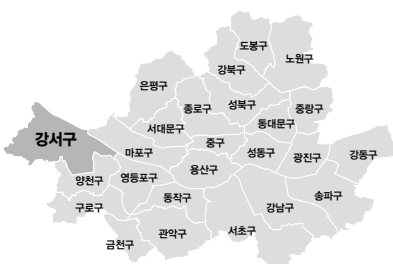 도봉구
노원구
강북구
은평구
성북구
종로구
중랑구
동대문구
서대문구
강서구
중구
마포구
성동구
광진구
강동구
용산구
양천구
영등포구
동작구
송파구
구로구
강남구
서초구
관악구
금천구